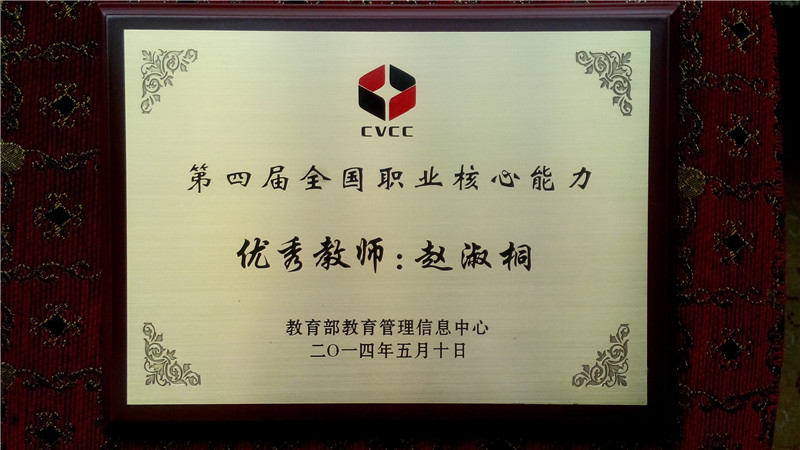 CVCC
第四届全国职业核心能力
优秀教师：赵淑桐
教育部教育管理信息中心
二〇一四年五月十日